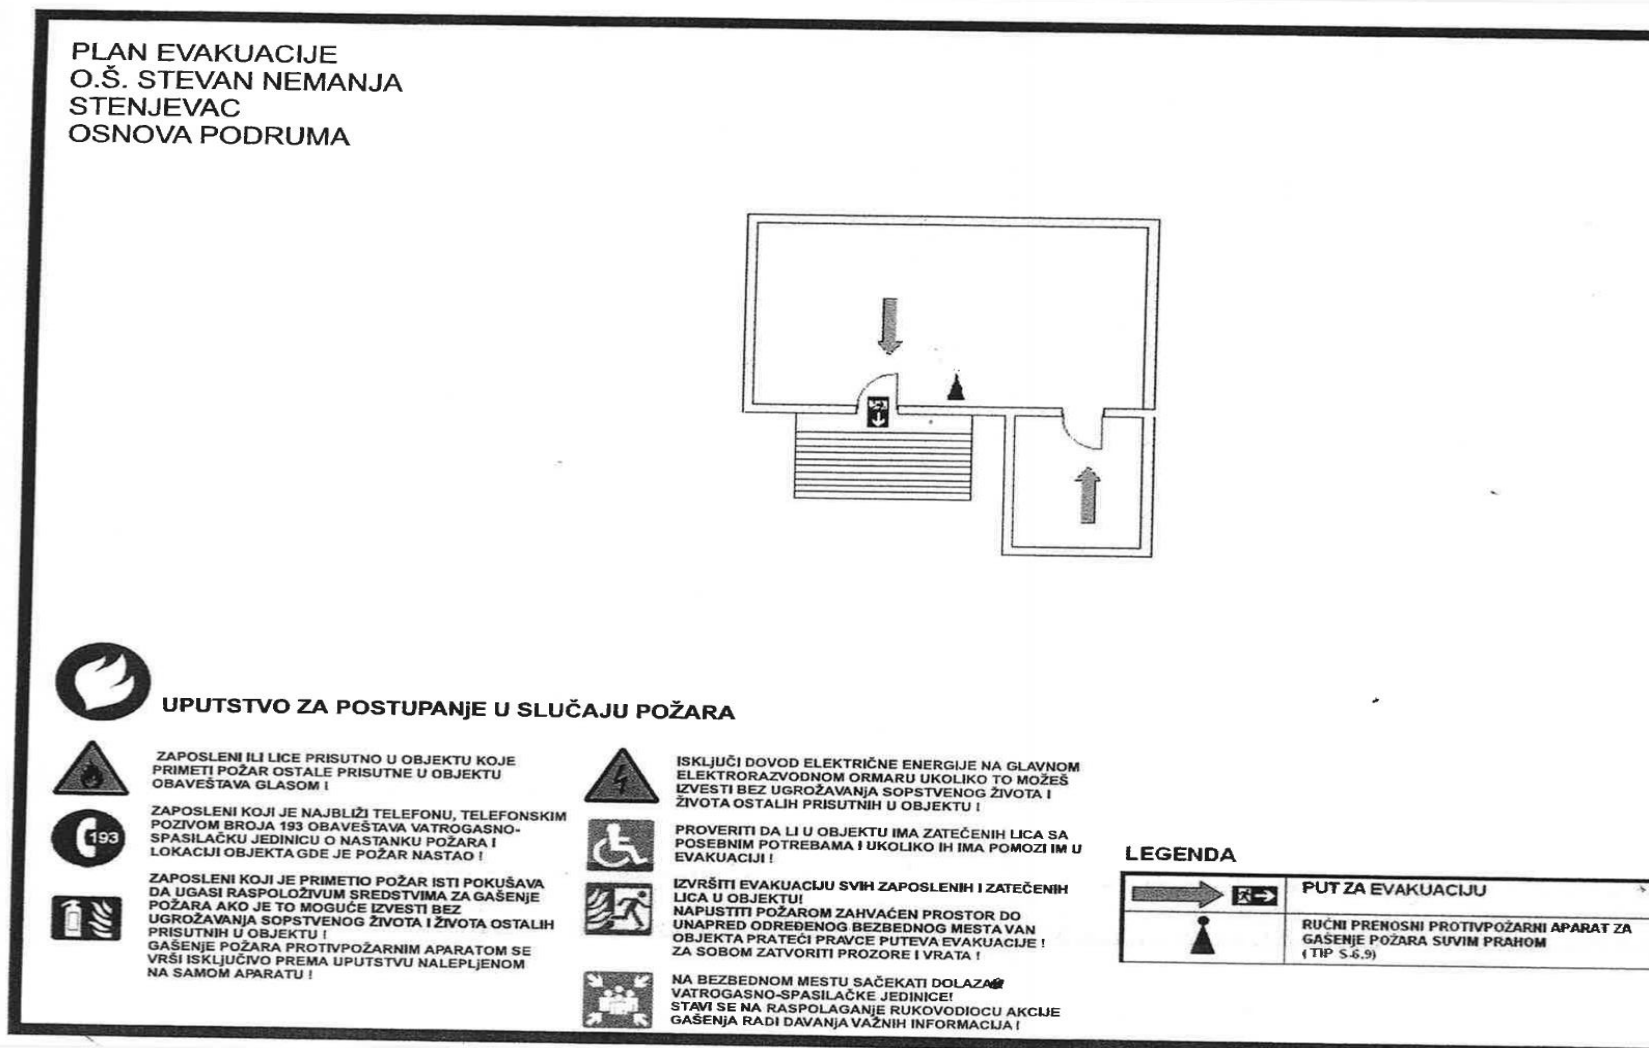 PLAN EVAKUACIJE
O.Š. STEVAN NEMANJA
STENJEVAC
OSNOVA PODRUMA
UPUTSTVO ZA POSTUPANjE U SLUČAJU POŽARA
ZAPOSLENI ILI LICE PRISUTNO U OBJEKTU KOJE
PRIMETI POŽAR OSTALE PRISUTNE U OBJEKTU
OBAVEŠTAVA GLASOM !
193
ZAPOSLENI KOJI JE NAJBLIŽI TELEFONU, TELEFONSKIM
POZIVOM BROJA 193 OBAVEŠTAVA VATROGASNO-
SPASILAČKU JEDINICU O NASTANKU POŽARA I
LOKACIJI OBJEKTA GDE JE POŽAR NASTAO !
ZAPOSLENI KOJI JE PRIMETIO POŽAR ISTI POKUŠAVA
DA UGASI RASPOLOŽIVIM SREDSTVIMA ZA GAŠENjE
POŽARA AKO JE TO MOGUĆE IZVESTI BEZ
UGROŽAVANjA SOPSTVENOG ŽIVOTA I ŽIVOTA OSTALIH
PRISUTNIH U OBJEKTU !
GAŠENjE POŽARA PROTIVPOŽARNIM APARATOM SE
VRŠI ISKLjUČIVO PREMA UPUTSTVU NALEPLjENOM
NA SAMOM APARATU !
ISKLjUČI DOVOD ELEKTRIČNE ENERGIJE NA GLAVNOM
ELEKTRORAZVODNOM ORMARU UKOLIKO TO MOŽEŠ
IZVESTI BEZ UGROŽAVANjA SOPSTVENOG ŽIVOTA I
ŽIVOTA OSTALIH PRISUTNIH U OBJEKTU !
PROVERITI DA LI U OBJEKTU IMA ZATEČENIH LICA SA
POSEBNIM POTREBAMA I UKOLIKO IH IMA POMOZI IM U
EVAKUACIJI !
IZVRŠITI EVAKUACIJU SVIH ZAPOSLENIH I ZATEČENIH
LICA U OBJEKTU!
NAPUSTITI POŽAROM ZAHVAĆEN PROSTOR DO
UNAPRED ODREĐENOG BEZBEDNOG MESTA VAN
OBJEKTA PRATEĆI PRAVCE PUTEVA EVAKUACIJE !
ZA SOBOM ZATVORITI PROZORE I VRATA !
NA BEZBEDNOM MESTU SAČEKATI DOLAZAK
VATROGASNO-SPASILAČKE JEDINICE!
STAVI SE NA RASPOLAGANjE RUKOVODIOCU AKCIJE
GAŠENjA RADI DAVANjA VAŽNIH INFORMACIJA !
LEGENDA
PUT ZA EVAKUACIJU
RUČNI PRENOSNI PROTIVPOŽARNI APARAT ZA
GAŠENjE POŽARA SUVIM PRAHOM
( TIP S-6,9)